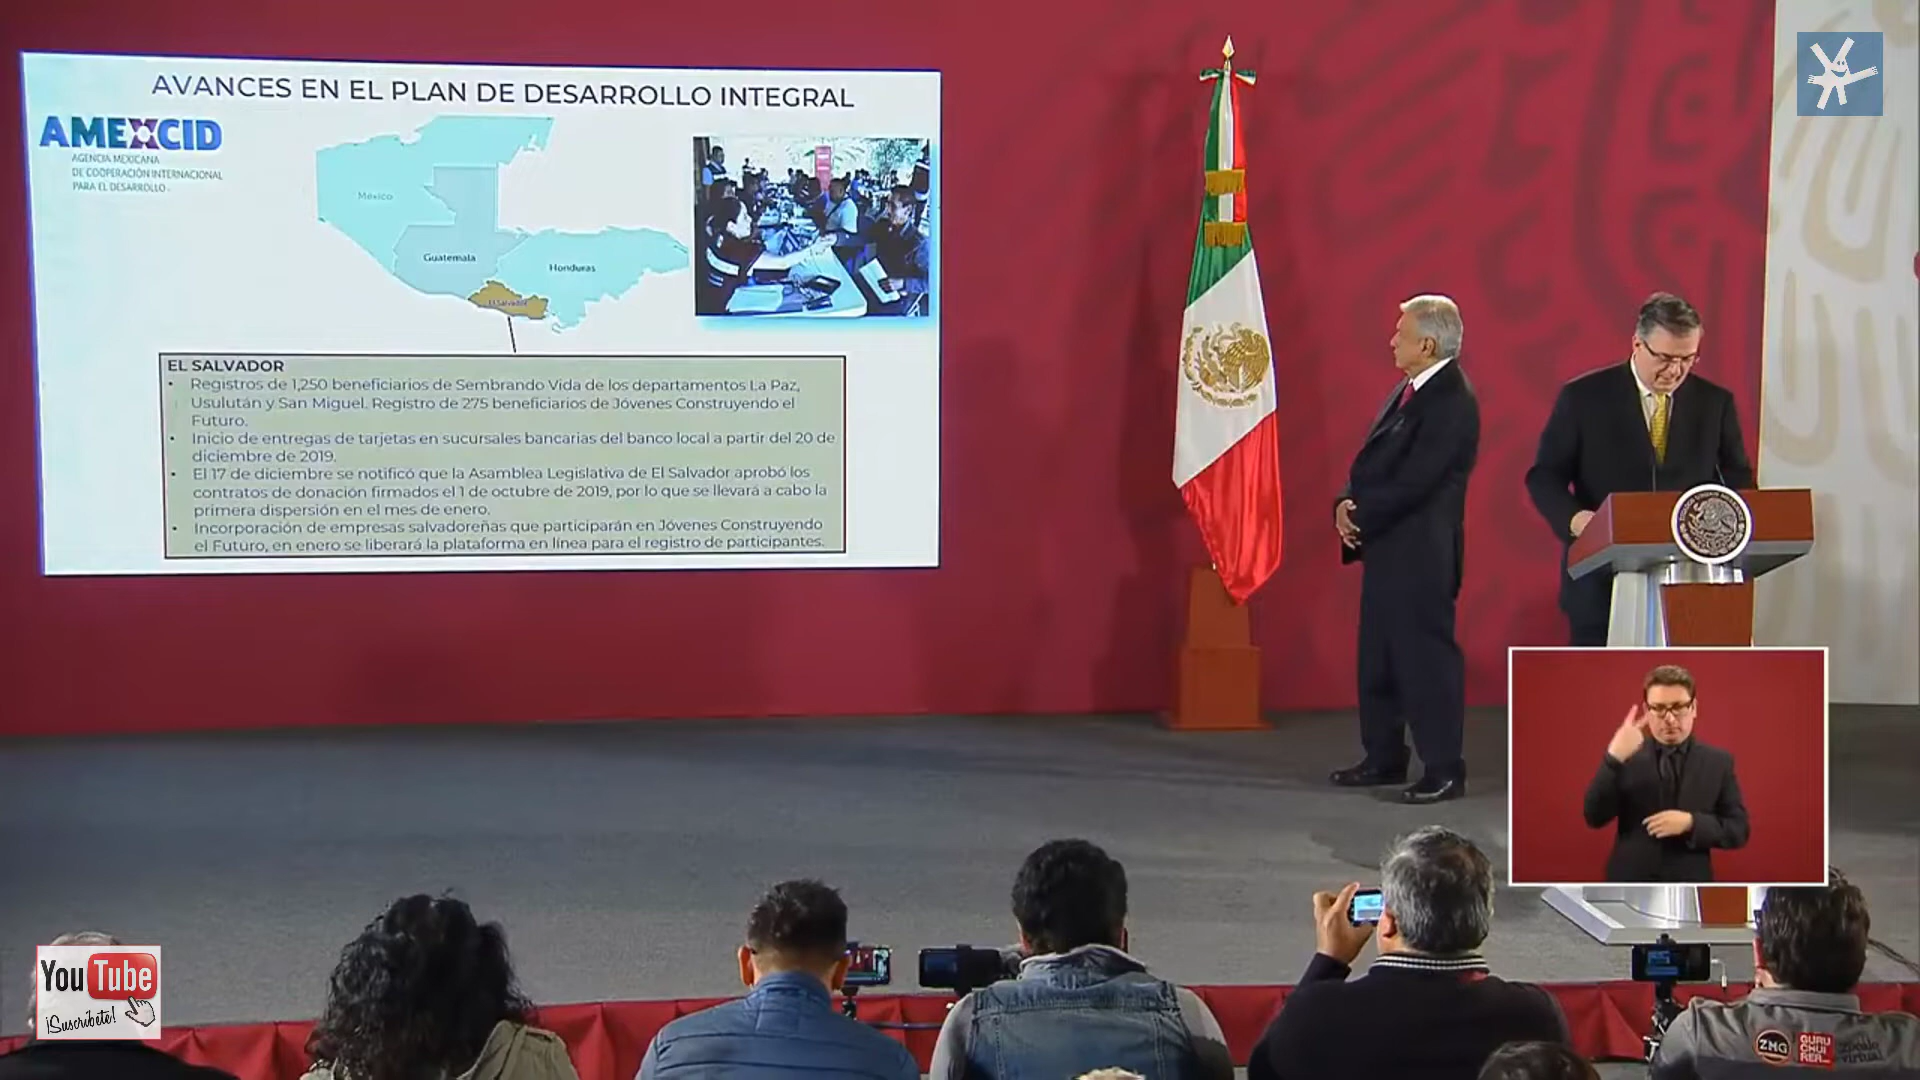 AVANCES EN EL PLAN DE DESARROLLO INTEGRAL
AMEXCID
AGENCIA MEXICANA
DE COOPERACIÓN INTERNACIONAL
PARA EL DESARROLLO
México
Guatemala
Honduras
El Salvador
EL SALVADOR
• Registros de 1,250 beneficiarios de Sembrando Vida de los departamentos La Paz,
Usulután y San Miguel. Registro de 275 beneficiarios de Jóvenes Construyendo el
Futuro.
• Inicio de entregas de tarjetas en sucursales bancarias del banco local a partir del 20 de
diciembre de 2019.
• El 17 de diciembre se notificó que la Asamblea Legislativa de El Salvador aprobó los
contratos de donación firmados el 1 de octubre de 2019, por lo que se llevará a cabo la
primera dispersión en el mes de enero.
• Incorporación de empresas salvadoreñas que participarán en Jóvenes Construyendo
el Futuro, en enero se liberará la plataforma en línea para el registro de participantes.
YouTube
¡Suscríbete!
ZMG
GURU
CHUI
RER
virtual